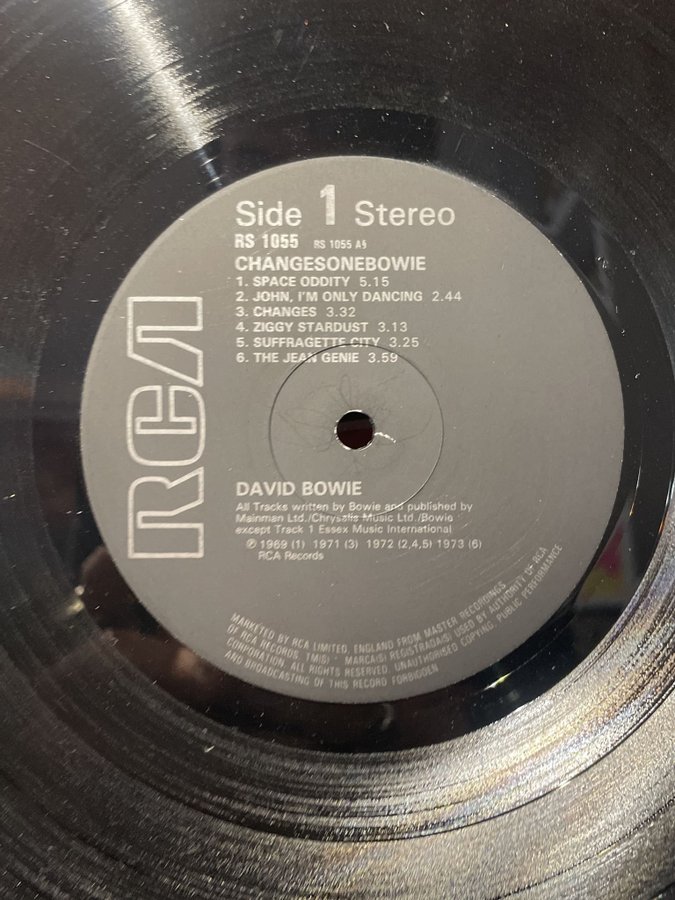 Side 1 Stereo
RS 1055 RS 1055 A§
CHANGESONEBOWIE
1. SPACE ODDITY 5.15
2. JOHN, I'M ONLY DANCING 2.44
3. CHANGES 3.32
4. ZIGGY STARDUST 3.13
5. SUFFRAGETTE CITY 3.25
6. THE JEAN GENIE 3.59
RCA
DAVID BOWIE
All Tracks written by Bowie and published by
Mainman Ltd./Chrysalis Music Ltd./Bowie
except Track 1 Essex Music International
℗ 1969 (1) 1971 (3) 1972 (2,4,5) 1973 (6)
RCA Records
MARKETED BY RCA LIMITED, ENGLAND FROM MASTER RECORDINGS
OF RCA RECORDS. TM(S) ® MARCA(S) REGISTRADA(S) USED BY AUTHORITY OF RCA
CORPORATION. ALL RIGHTS RESERVED. UNAUTHORISED COPYING, PUBLIC PERFORMANCE
AND BROADCASTING OF THIS RECORD FORBIDDEN